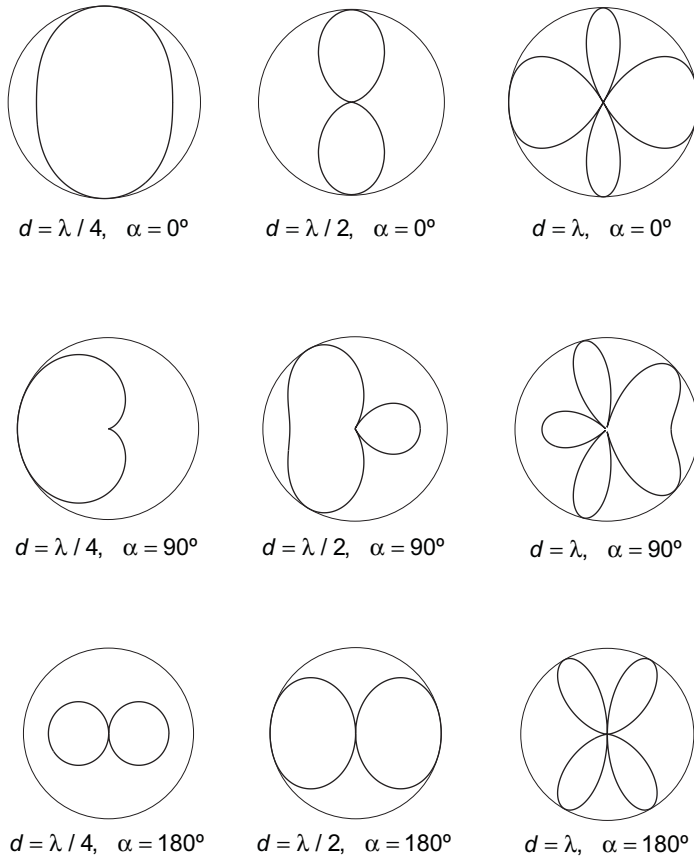 d = λ / 4, α = 0º
d = λ / 2, α = 0º
d = λ, α = 0º
d = λ / 4, α = 90º
d = λ / 2, α = 90º
d = λ, α = 90º
d = λ / 4, α = 180º
d = λ / 2, α = 180º
d = λ, α = 180º